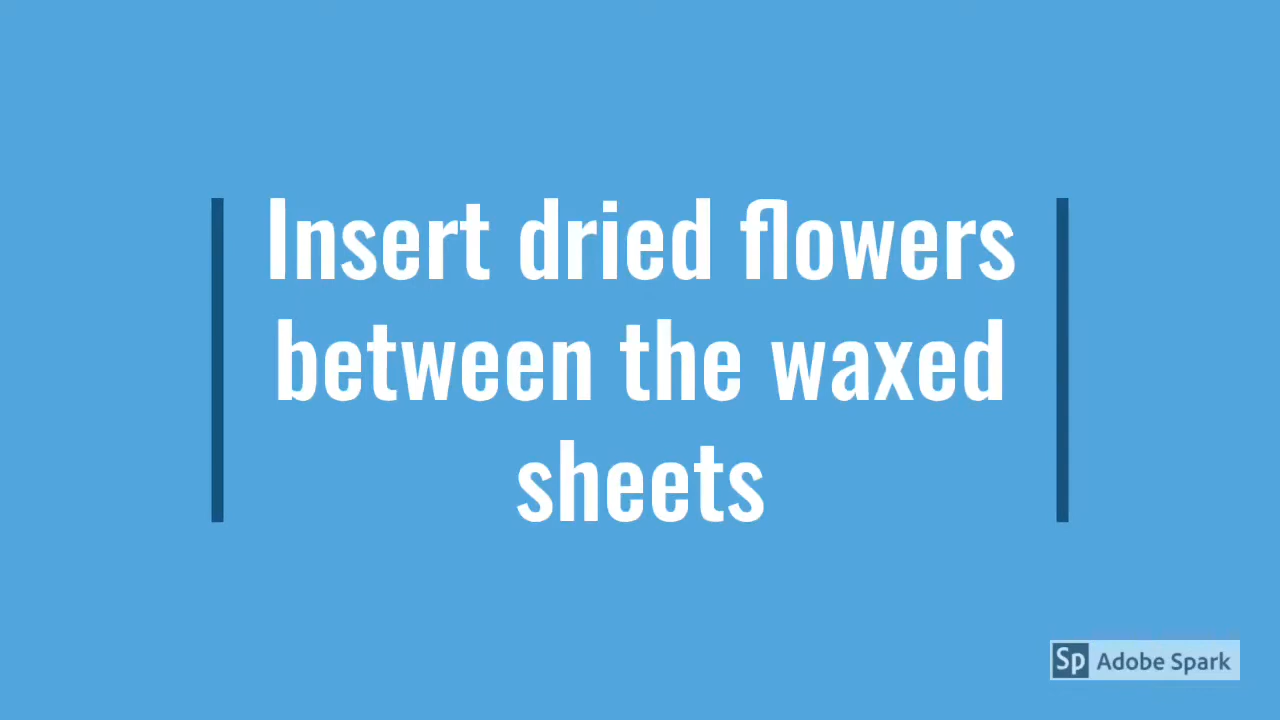 Insert dried flowers
between the waxed
sheets
Sp Adobe Spark